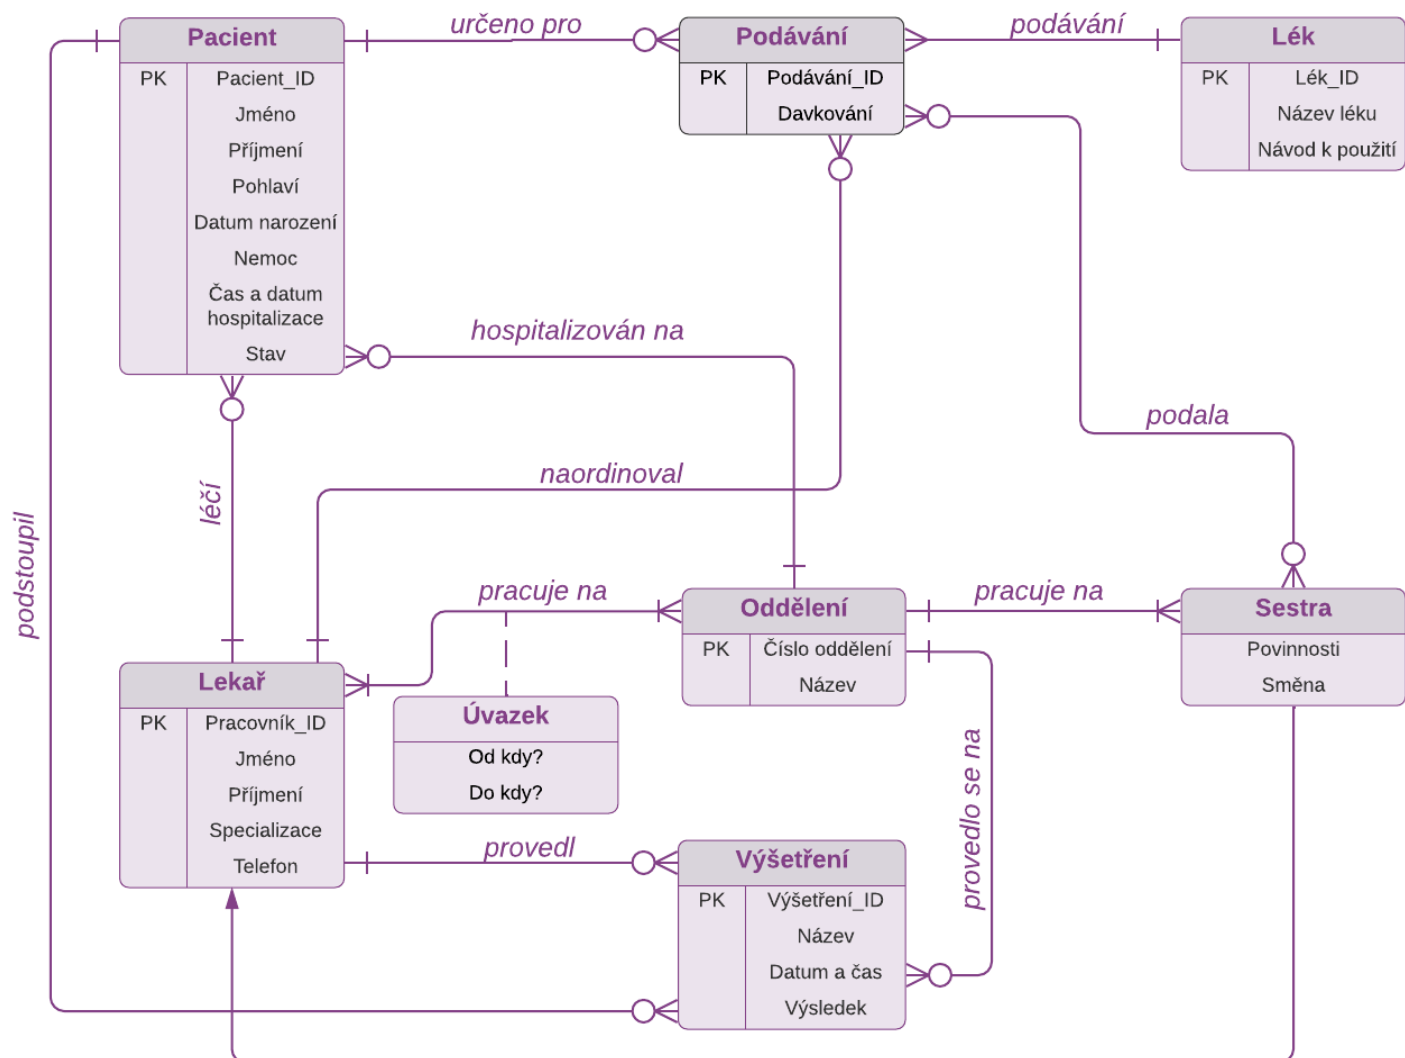 určeno pro
podávání
Pacient
PK
Pacient_ID
Jméno
Příjmení
Pohlaví
Datum narození
Nemoc
Čas a datum
hospitalizace
Stav
Podávání
PK
Podávání_ID
Davkování
Lék
PK
Lék_ID
Název léku
Návod k použití
hospitalizován na
podala
naordinoval
léčí
podstoupil
pracuje na
pracuje na
Oddělení
PK
Číslo oddělení
Název
Sestra
Povinnosti
Směna
Lekař
PK
Pracovník_ID
Jméno
Příjmení
Specializace
Telefon
Úvazek
Od kdy?
Do kdy?
provedlo se na
provedl
Výšetření
PK
Výšetření_ID
Název
Datum a čas
Výsledek